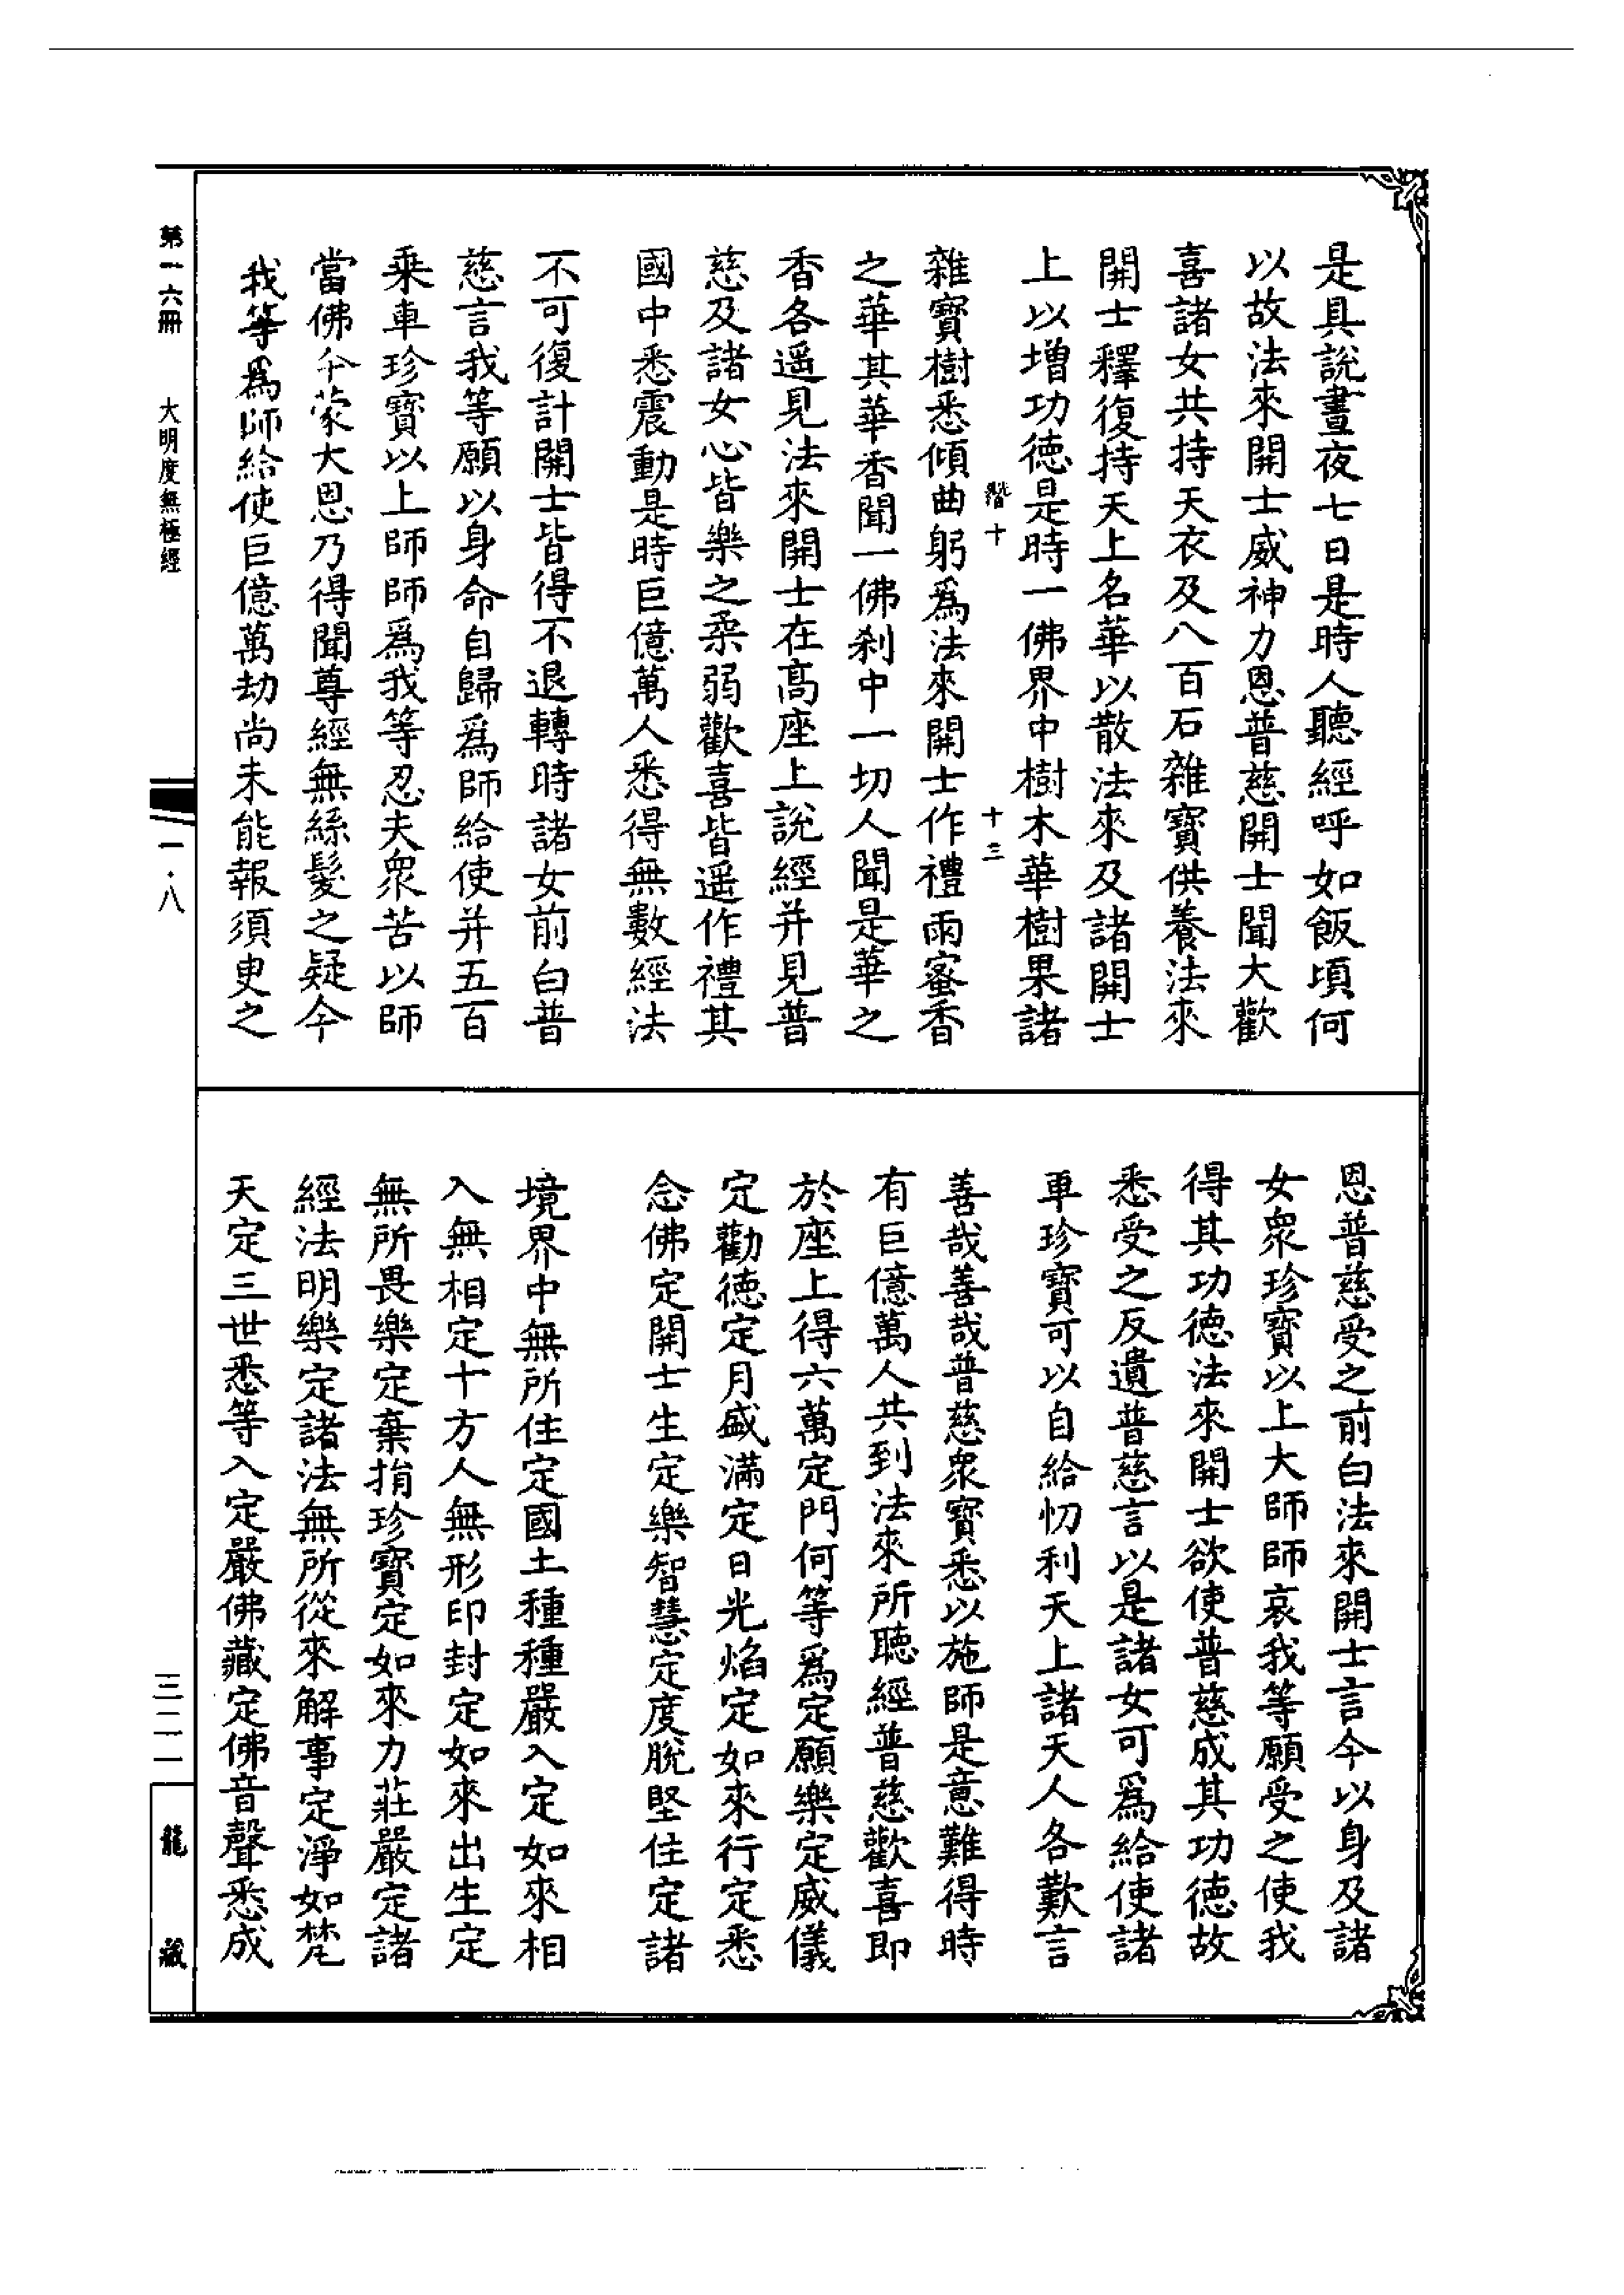 是具說晝夜七日是時人聽經呼如飯頃何
以故法來開士威神力恩普慈開士聞大歡
喜諸女共持天衣及八百石雜寶供養法來
開士釋復持天上名華以散法來及諸開士
上以增功德是時一佛界中樹木華樹果諸
十 十三
雜寶樹悉傾曲躬爲法來開士作禮雨蜜香
之華其華香聞一佛刹中一切人聞是華之
香各遥見法來開士在高座上說經并見普
慈及諸女心皆樂之柔弱歡喜皆遥作禮其
國中悉震動是時巨億萬人悉得無數經法
不可復計開士皆得不退轉時諸女前白普
慈言我等願以身命自歸爲師給使并五百
乘車珍寶以上師師爲我等忍夫衆苦以師
當佛今蒙大恩乃得聞尊經無絲髮之疑今
我等爲師給使巨億萬劫尚未能報須臾之
恩普慈受之前白法來開士言今以身及諸
女衆珍寶以上大師師哀我等願受之使我
得其功德法來開士欲使普慈成其功德故
悉受之反遺普慈言以是諸女可爲給使諸
車珍寶可以自給忉利天上諸天人各歎言
善哉善哉普慈衆寶悉以施師是意難得時
有巨億萬人共到法來所聽經普慈歡喜即
於座上得六萬定門何等爲定願樂定威儀
定勸德定月盛滿定日光焰定如來行定悉
念佛定開士生定樂智慧定度脫堅住定諸
境界中無所住定國土種種嚴入定如來相
入無相定十方人無形印封定如來出生定
無所畏樂定棄捐珍寶定如來力莊嚴定諸
經法明樂定諸法無所從來解事定淨如梵
天定三世悉等入定嚴佛藏定佛音聲悉成
第一六冊 大明度無極經 一·八 三二一 龍藏